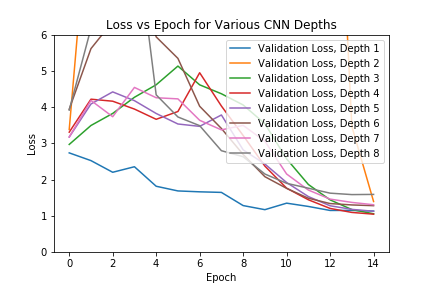 Loss vs Epoch for Various CNN Depths
6
5
4
3
2
1
0
Loss
Validation Loss, Depth 1
Validation Loss, Depth 2
Validation Loss, Depth 3
Validation Loss, Depth 4
Validation Loss, Depth 5
Validation Loss, Depth 6
Validation Loss, Depth 7
Validation Loss, Depth 8
0 2 4 6 8 10 12 14
Epoch